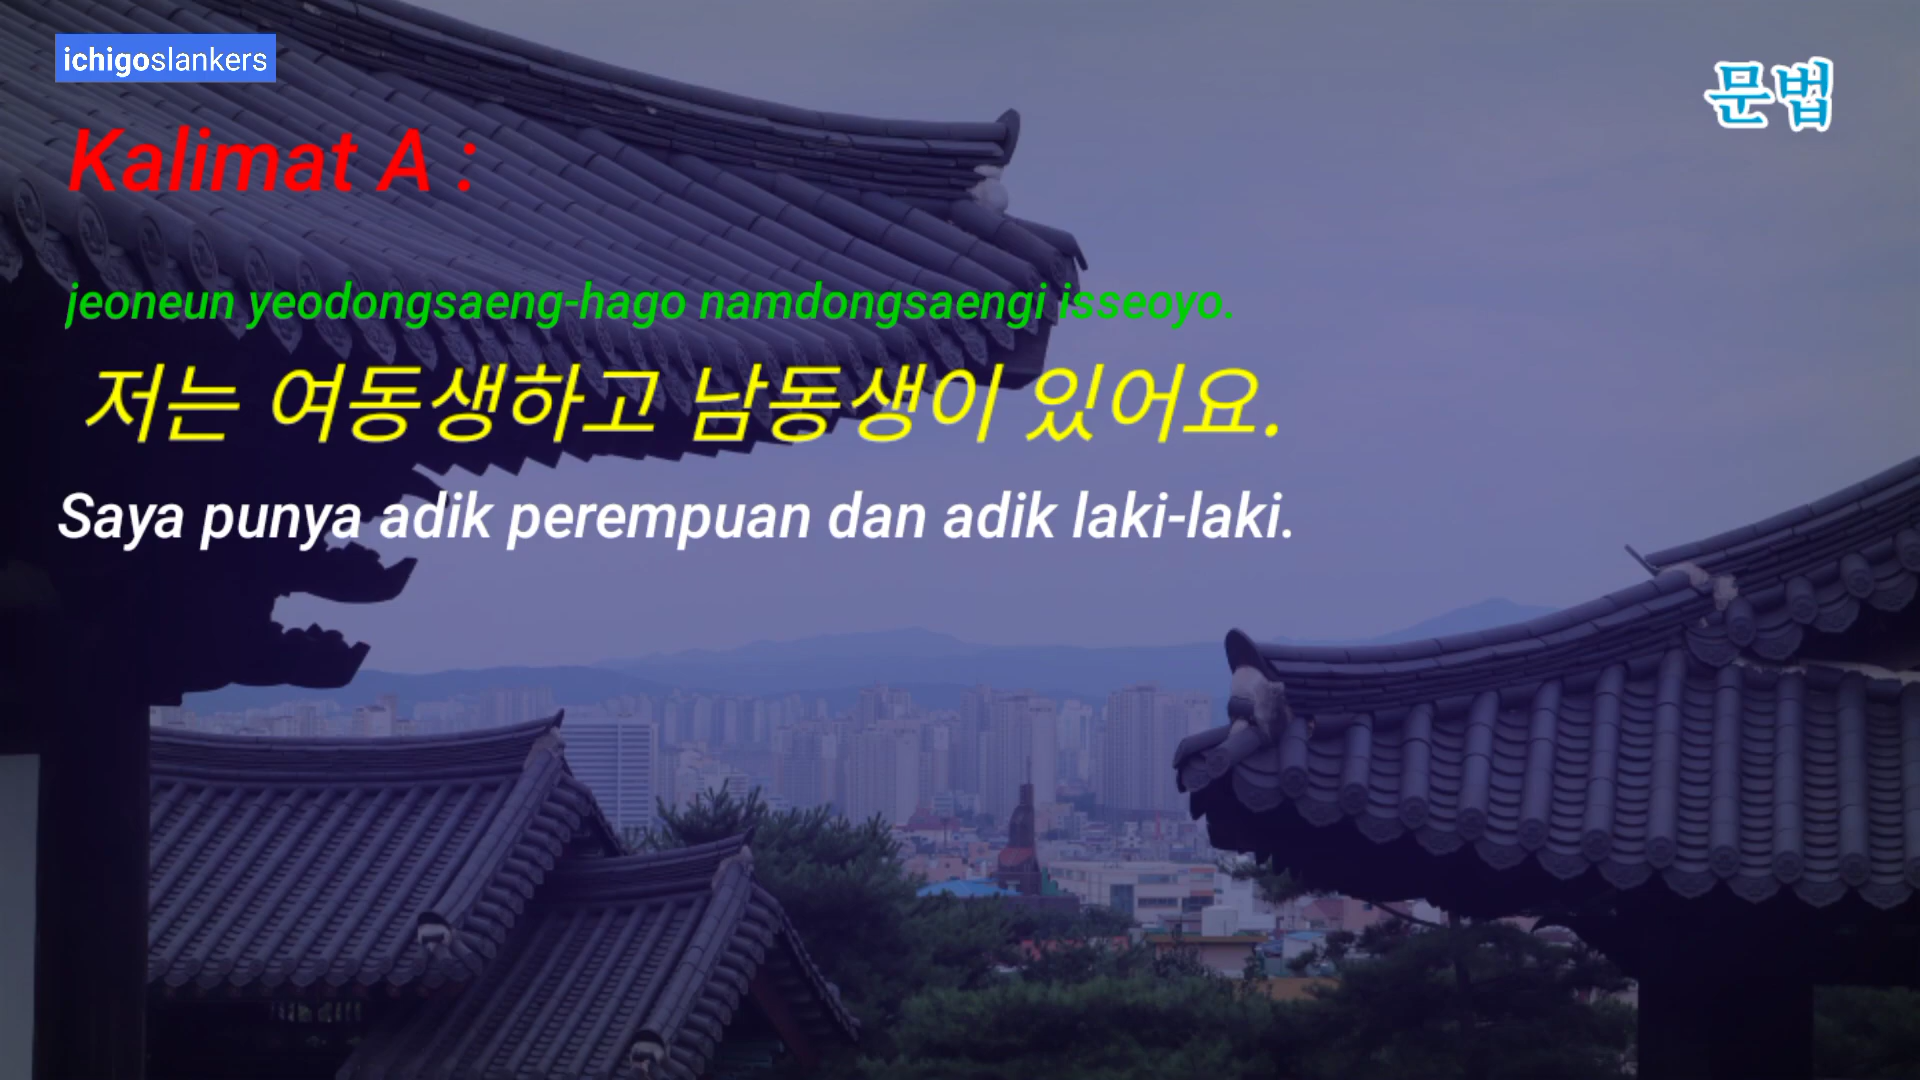 ichigoslankers
문법
Kalimat A :
jeoneun yeodongsaeng-hago namdongsaengi isseoyo.
저는 여동생하고 남동생이 있어요.
Saya punya adik perempuan dan adik laki-laki.